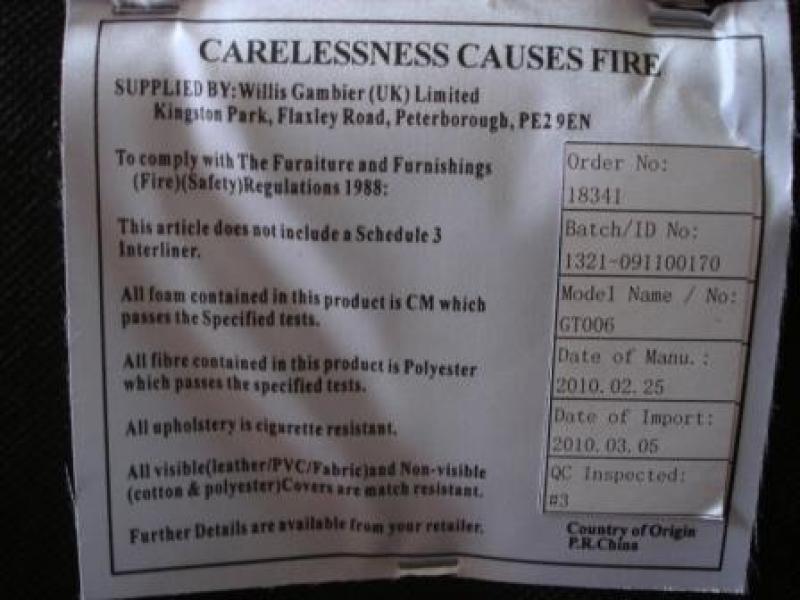 CARELESSNESS CAUSES FIRE
SUPPLIED BY: Willis Gambier (UK) Limited
Kingston Park, Flaxley Road, Peterborough, PE2 9EN
To comply with The Furniture and Furnishings
(Fire)(Safety)Regulations 1988:
This article does not include a Schedule 3
Interliner.
All foam contained in this product is CM which
passes the Specified tests.
All fibre contained in this product is Polyester
which passes the specified tests.
All upholstery is cigurette resistant.
All visible(leather/PVC/Fabric)and Non-visible
(cotton & polyester)Covers are match resistant.
Further Details are available from your retailer.
Order No:
18341
Batch/ID No:
1321-091100170
Model Name / No:
GT006
Date of Manu.:
2010.02.25
Date of Import:
2010.03.05
QC Inspected:
#3
Country of Origin
P.R.China